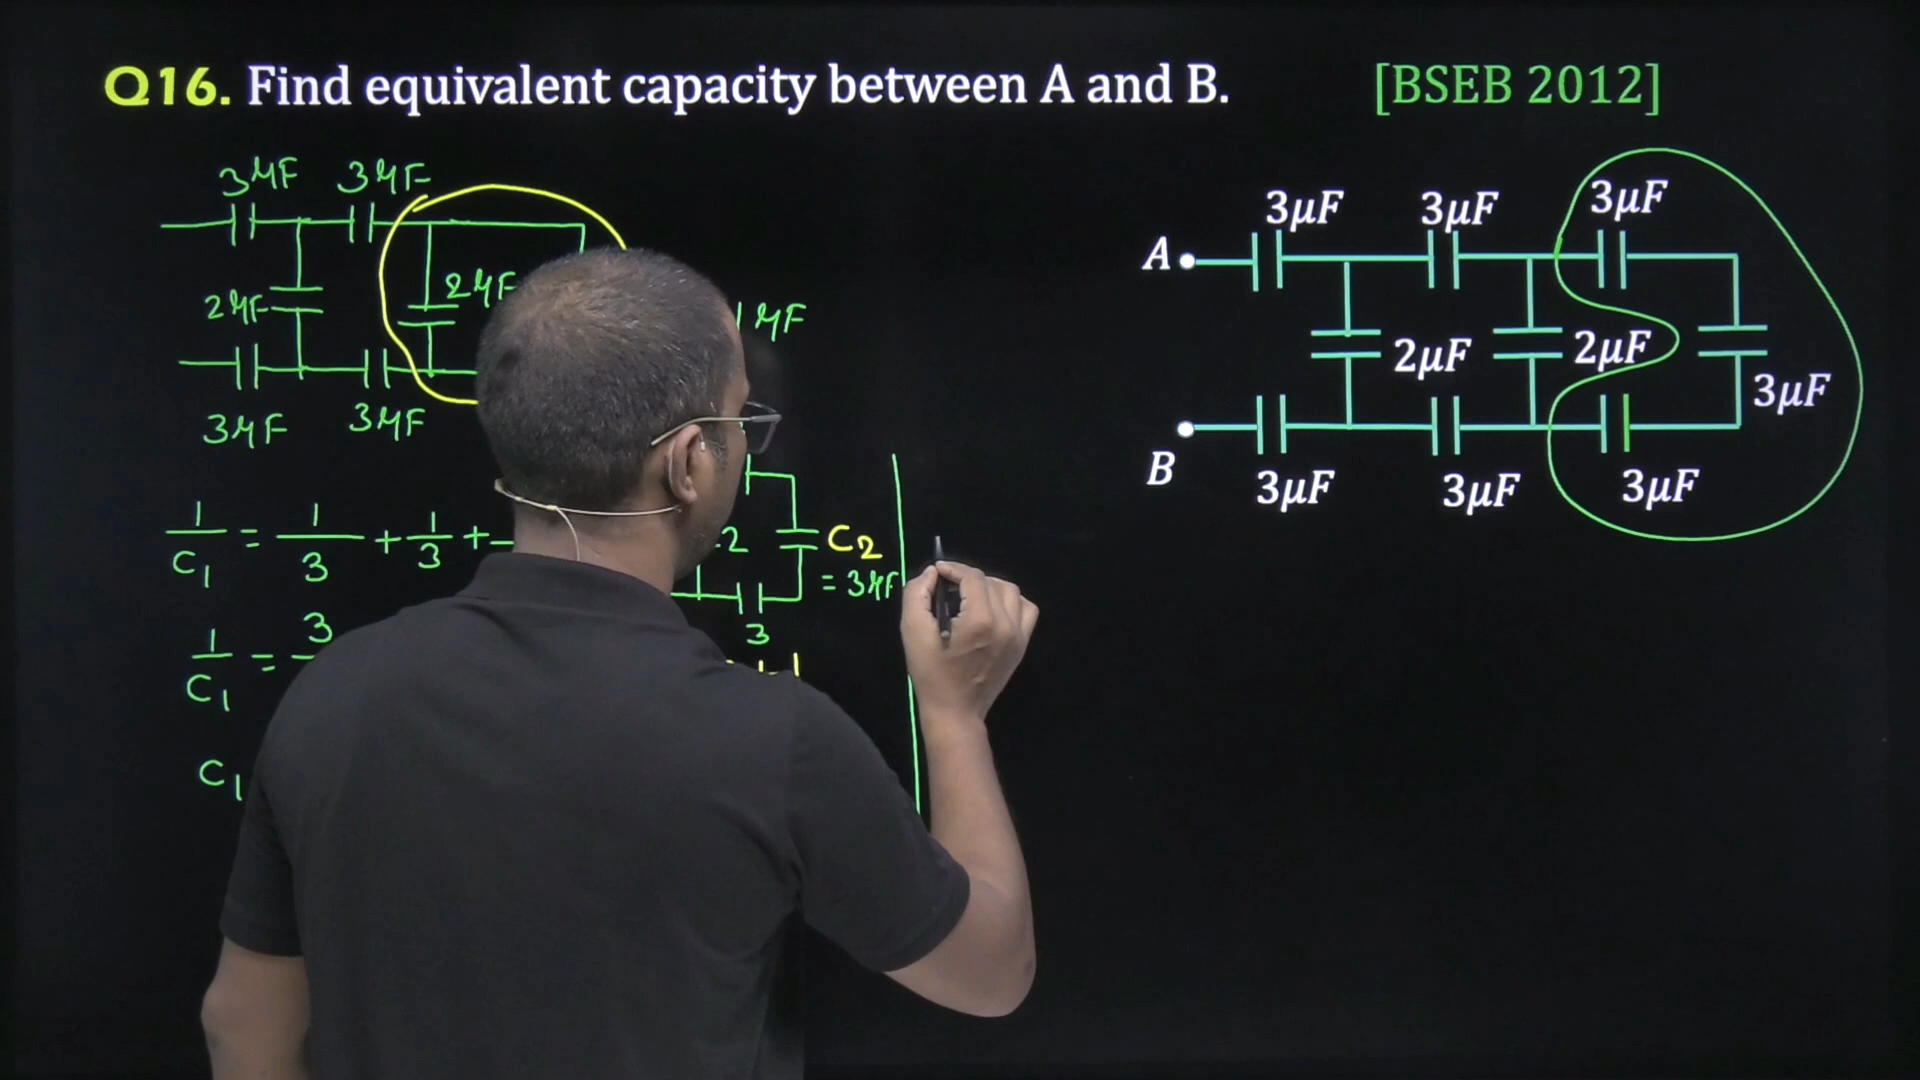 Q16. Find equivalent capacity between A and B. [BSEB 2012]
3μF 3μF
2μF 2μF
1μF
3μF 3μF
1/C₁ = 1/3 + 1/3 +
1/C₁ = 3
C₁
2 C₂
= 3μF
3
3μF 3μF 3μF
A
2μF 2μF
3μF
B
3μF 3μF 3μF